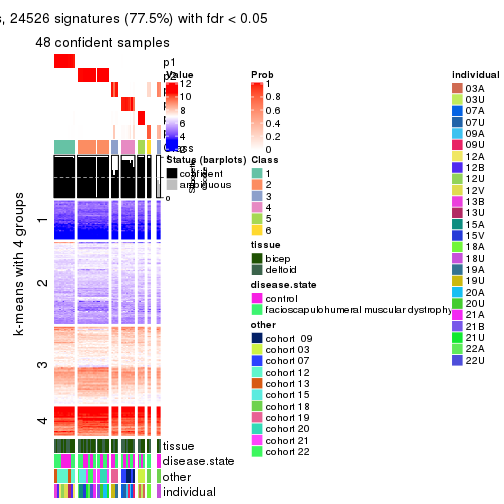 s, 24526 signatures (77.5%) with fdr < 0.05
48 confident samples
k-means with 4 groups
1
2
3
4
p1
Class
tissue
disease.state
other
individual
Value
12
10
8
6
4
2
0
Status (barplots)
confident
ambiguous
Prob
1
0.8
0.6
0.4
0.2
0
Class
1
2
3
4
5
6
tissue
bicep
deltoid
disease.state
control
facioscapulohumeral muscular dystrophy
other
cohort 09
cohort 03
cohort 07
cohort 12
cohort 13
cohort 15
cohort 18
cohort 19
cohort 20
cohort 21
cohort 22
individual
03A
03U
07A
07U
09A
09U
12A
12B
12U
12V
13B
13U
15A
15V
18A
18U
19A
19U
20A
20U
21A
21B
21U
22A
22U